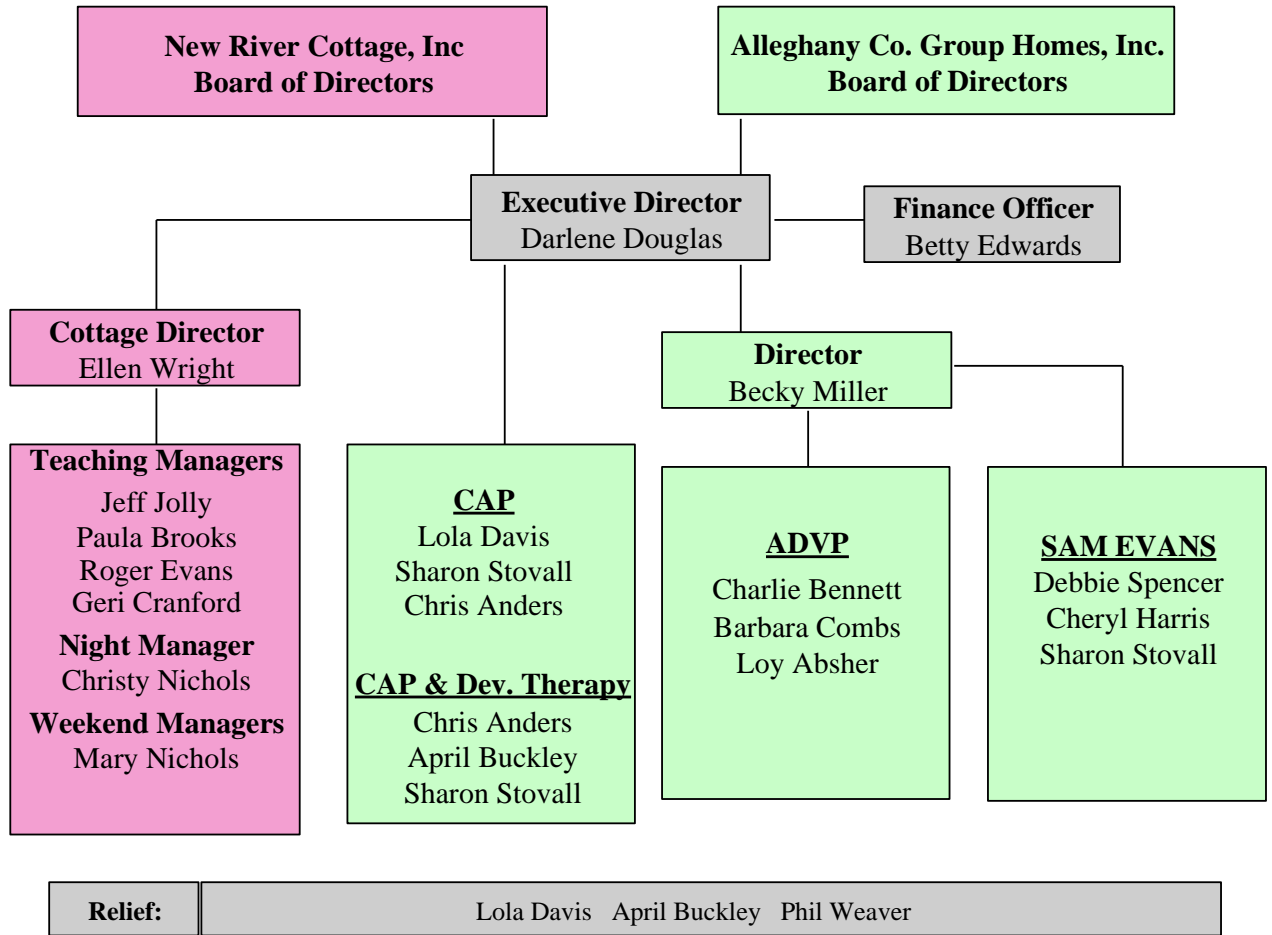 New River Cottage, Inc
Board of Directors
Alleghany Co. Group Homes, Inc.
Board of Directors
Executive Director
Darlene Douglas
Finance Officer
Betty Edwards
Cottage Director
Ellen Wright
Director
Becky Miller
Teaching Managers
Jeff Jolly
Paula Brooks
Roger Evans
Geri Cranford
Night Manager
Christy Nichols
Weekend Managers
Mary Nichols
CAP
Lola Davis
Sharon Stovall
Chris Anders
CAP & Dev. Therapy
Chris Anders
April Buckley
Sharon Stovall
ADVP
Charlie Bennett
Barbara Combs
Loy Absher
SAM EVANS
Debbie Spencer
Cheryl Harris
Sharon Stovall
Relief:
Lola Davis April Buckley Phil Weaver